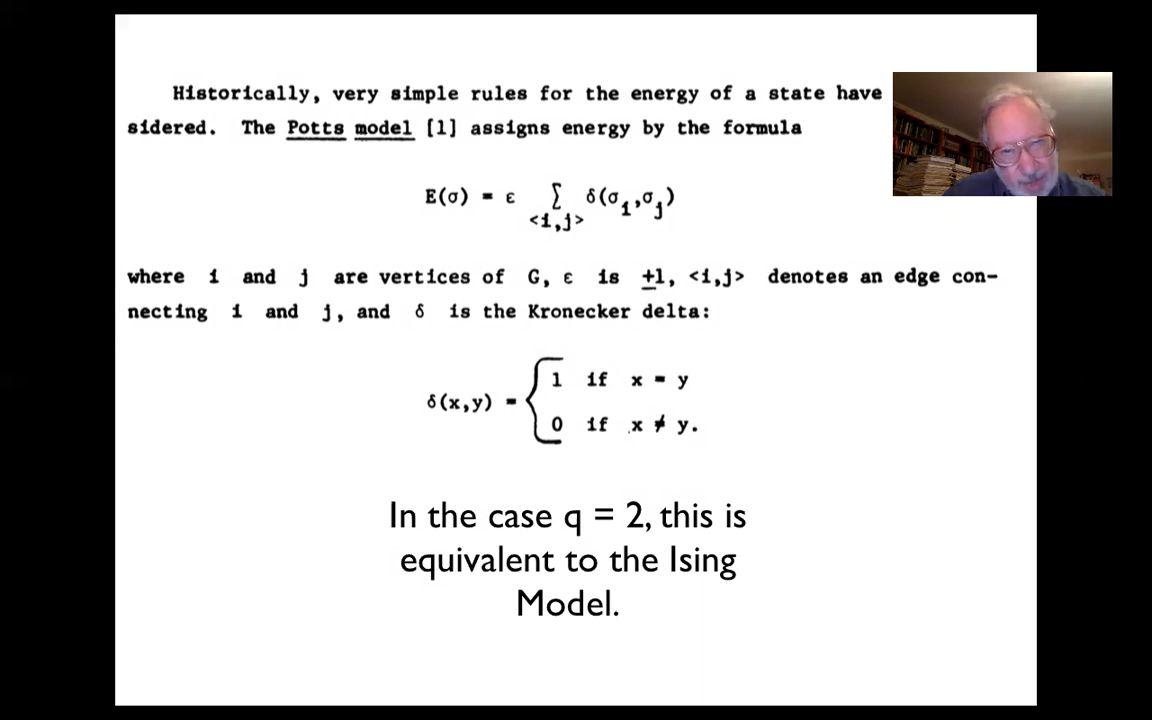 Historically, very simple rules for the energy of a state have
sidered. The Potts model [1] assigns energy by the formula
E(σ) = ε ∑ δ(σi,σj)
<i,j>
where i and j are vertices of G, ε is ±1, <i,j> denotes an edge con-
necting i and j, and δ is the Kronecker delta:
1 if x = y
δ(x,y) = {
0 if x ≠ y.
In the case q = 2, this is
equivalent to the Ising
Model.